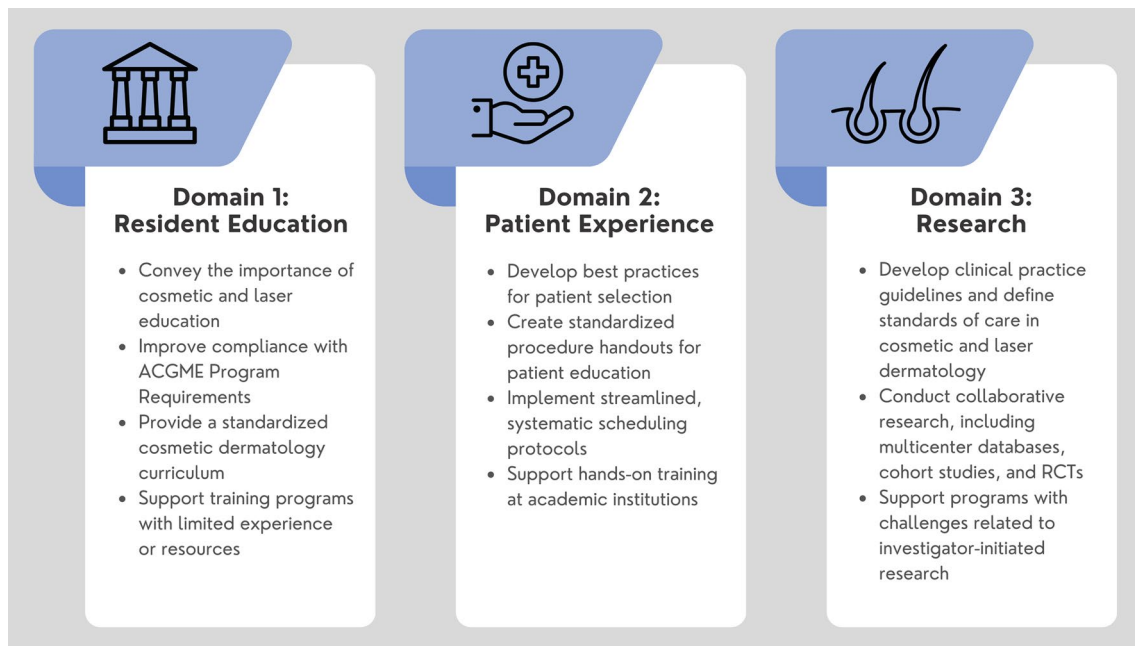 Domain 1:
Resident Education
• Convey the importance of
cosmetic and laser
education
• Improve compliance with
ACGME Program
Requirements
• Provide a standardized
cosmetic dermatology
curriculum
• Support training programs
with limited experience
or resources
Domain 2:
Patient Experience
• Develop best practices
for patient selection
• Create standardized
procedure handouts for
patient education
• Implement streamlined,
systematic scheduling
protocols
• Support hands-on training
at academic institutions
Domain 3:
Research
• Develop clinical practice
guidelines and define
standards of care in
cosmetic and laser
dermatology
• Conduct collaborative
research, including
multicenter databases,
cohort studies, and RCTs
• Support programs with
challenges related to
investigator-initiated
research